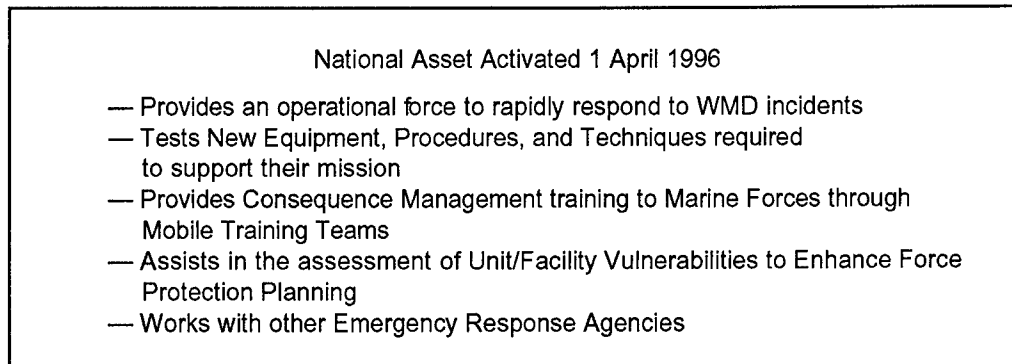 National Asset Activated 1 April 1996
— Provides an operational force to rapidly respond to WMD incidents
— Tests New Equipment, Procedures, and Techniques required
to support their mission
— Provides Consequence Management training to Marine Forces through
Mobile Training Teams
— Assists in the assessment of Unit/Facility Vulnerabilities to Enhance Force
Protection Planning
— Works with other Emergency Response Agencies